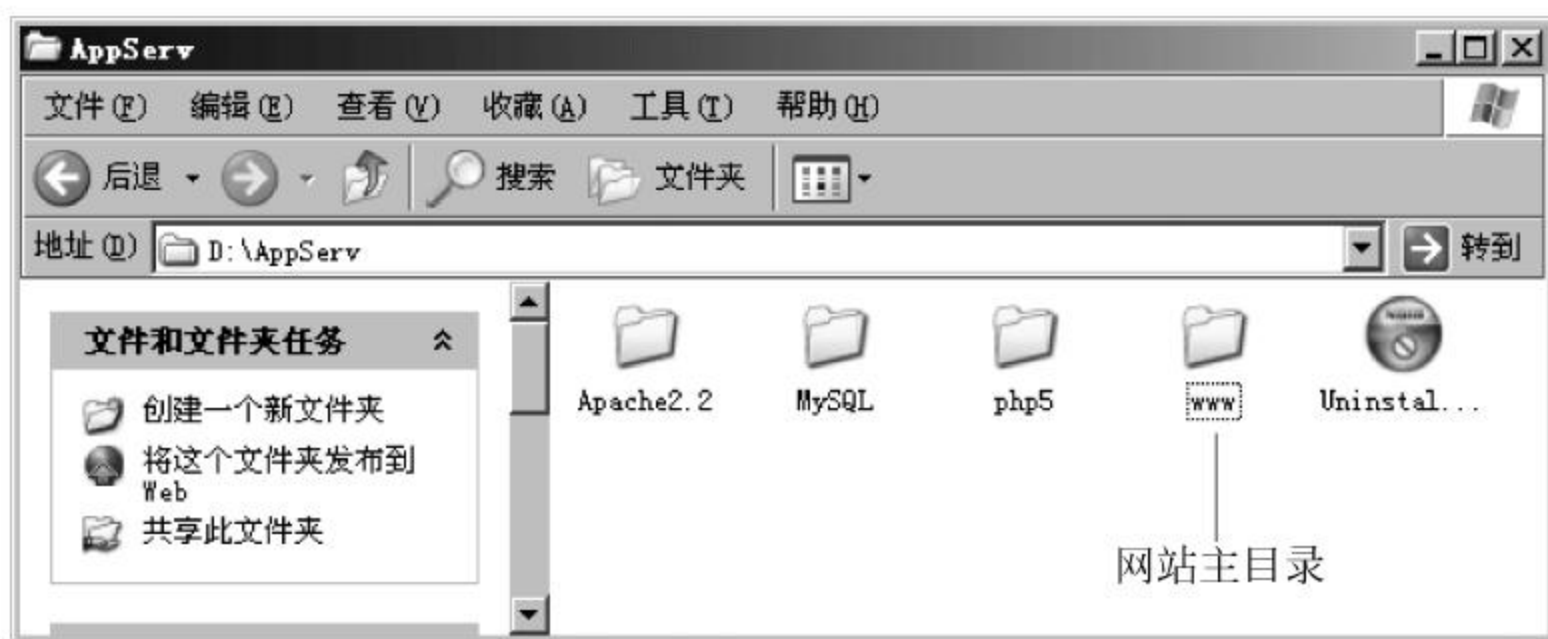 AppServ
文件(F) 编辑(E) 查看(V) 收藏(A) 工具(T) 帮助(H)
后退 搜索 文件夹
地址(D) D:\AppServ 转到
文件和文件夹任务
创建一个新文件夹
将这个文件夹发布到
Web
共享此文件夹
Apache2.2 MySQL php5 www Uninstal...
网站主目录